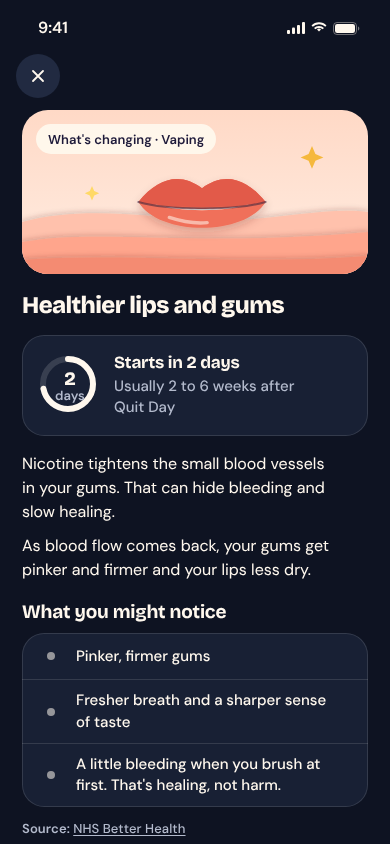 9:41
What's changing · Vaping
Healthier lips and gums
2
days
Starts in 2 days
Usually 2 to 6 weeks after
Quit Day
Nicotine tightens the small blood vessels
in your gums. That can hide bleeding and
slow healing.
As blood flow comes back, your gums get
pinker and firmer and your lips less dry.
What you might notice
Pinker, firmer gums
Fresher breath and a sharper sense
of taste
A little bleeding when you brush at
first. That's healing, not harm.
Source: NHS Better Health